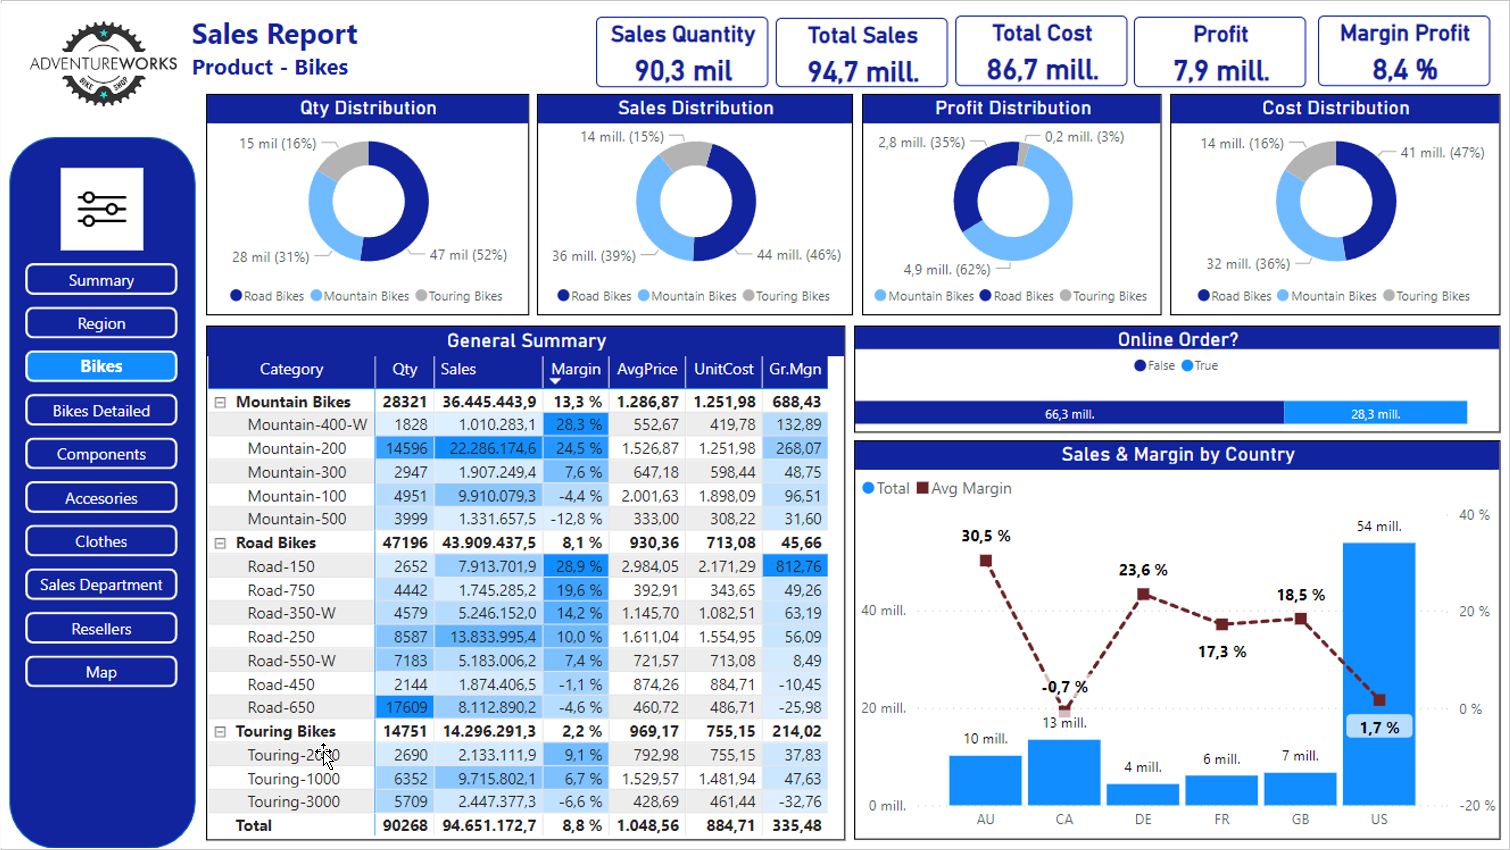 ADVENTUREWORKS
BIKE SHOP
Sales Report
Product - Bikes
Sales Quantity
90,3 mil
Total Sales
94,7 mill.
Total Cost
86,7 mill.
Profit
7,9 mill.
Margin Profit
8,4 %
Summary
Region
Bikes
Bikes Detailed
Components
Accesories
Clothes
Sales Department
Resellers
Map
Qty Distribution
15 mil (16%)
28 mil (31%)
47 mil (52%)
Road Bikes Mountain Bikes Touring Bikes
Sales Distribution
14 mill. (15%)
36 mill. (39%)
44 mill. (46%)
Road Bikes Mountain Bikes Touring Bikes
Profit Distribution
2,8 mill. (35%)
0,2 mill. (3%)
4,9 mill. (62%)
Mountain Bikes Road Bikes Touring Bikes
Cost Distribution
14 mill. (16%)
41 mill. (47%)
32 mill. (36%)
Road Bikes Mountain Bikes Touring Bikes
General Summary
Category Qty Sales Margin AvgPrice UnitCost Gr.Mgn
Mountain Bikes 28321 36.445.443,9 13,3 % 1.286,87 1.251,98 688,43
Mountain-400-W 1828 1.010.283,1 28,3 % 552,67 419,78 132,89
Mountain-200 14596 22.286.174,6 24,5 % 1.526,87 1.251,98 268,07
Mountain-300 2947 1.907.249,4 7,6 % 647,18 598,44 48,75
Mountain-100 4951 9.910.079,3 -4,4 % 2.001,63 1.898,09 96,51
Mountain-500 3999 1.331.657,5 -12,8 % 333,00 308,22 31,60
Road Bikes 47196 43.909.437,5 8,1 % 930,36 713,08 45,66
Road-150 2652 7.913.701,9 28,9 % 2.984,05 2.171,29 812,76
Road-750 4442 1.745.285,2 19,6 % 392,91 343,65 49,26
Road-350-W 4579 5.246.152,0 14,2 % 1.145,70 1.082,51 63,19
Road-250 8587 13.833.995,4 10,0 % 1.611,04 1.554,95 56,09
Road-550-W 7183 5.183.006,2 7,4 % 721,57 713,08 8,49
Road-450 2144 1.874.406,5 -1,1 % 874,26 884,71 -10,45
Road-650 17609 8.112.890,2 -4,6 % 460,72 486,71 -25,98
Touring Bikes 14751 14.296.291,3 2,2 % 969,17 755,15 214,02
Touring-2000 2690 2.133.111,9 9,1 % 792,98 755,15 37,83
Touring-1000 6352 9.715.802,1 6,7 % 1.529,57 1.481,94 47,63
Touring-3000 5709 2.447.377,3 -6,6 % 428,69 461,44 -32,76
Total 90268 94.651.172,7 8,8 % 1.048,56 884,71 335,48
Online Order?
False True
66,3 mill. 28,3 mill.
Sales & Margin by Country
Total Avg Margin
40 %
54 mill.
30,5 %
23,6 %
18,5 %
40 mill.
20 %
17,3 %
-0,7 %
20 mill.
0 %
13 mill.
1,7 %
10 mill.
4 mill.
6 mill.
7 mill.
0 mill.
-20 %
AU CA DE FR GB US